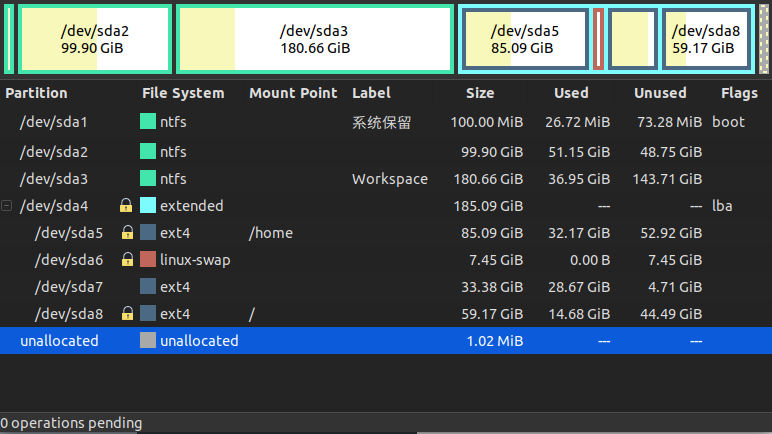 /dev/sda2 /dev/sda3 /dev/sda5 /dev/sda8
99.90 GiB 180.66 GiB 85.09 GiB 59.17 GiB
Partition File System Mount Point Label Size Used Unused Flags
/dev/sda1 ntfs 系统保留 100.00 MiB 26.72 MiB 73.28 MiB boot
/dev/sda2 ntfs 99.90 GiB 51.15 GiB 48.75 GiB
/dev/sda3 ntfs Workspace 180.66 GiB 36.95 GiB 143.71 GiB
/dev/sda4 extended 185.09 GiB --- --- lba
/dev/sda5 ext4 /home 85.09 GiB 32.17 GiB 52.92 GiB
/dev/sda6 linux-swap 7.45 GiB 0.00 B 7.45 GiB
/dev/sda7 ext4 33.38 GiB 28.67 GiB 4.71 GiB
/dev/sda8 ext4 / 59.17 GiB 14.68 GiB 44.49 GiB
unallocated unallocated 1.02 MiB --- ---
0 operations pending